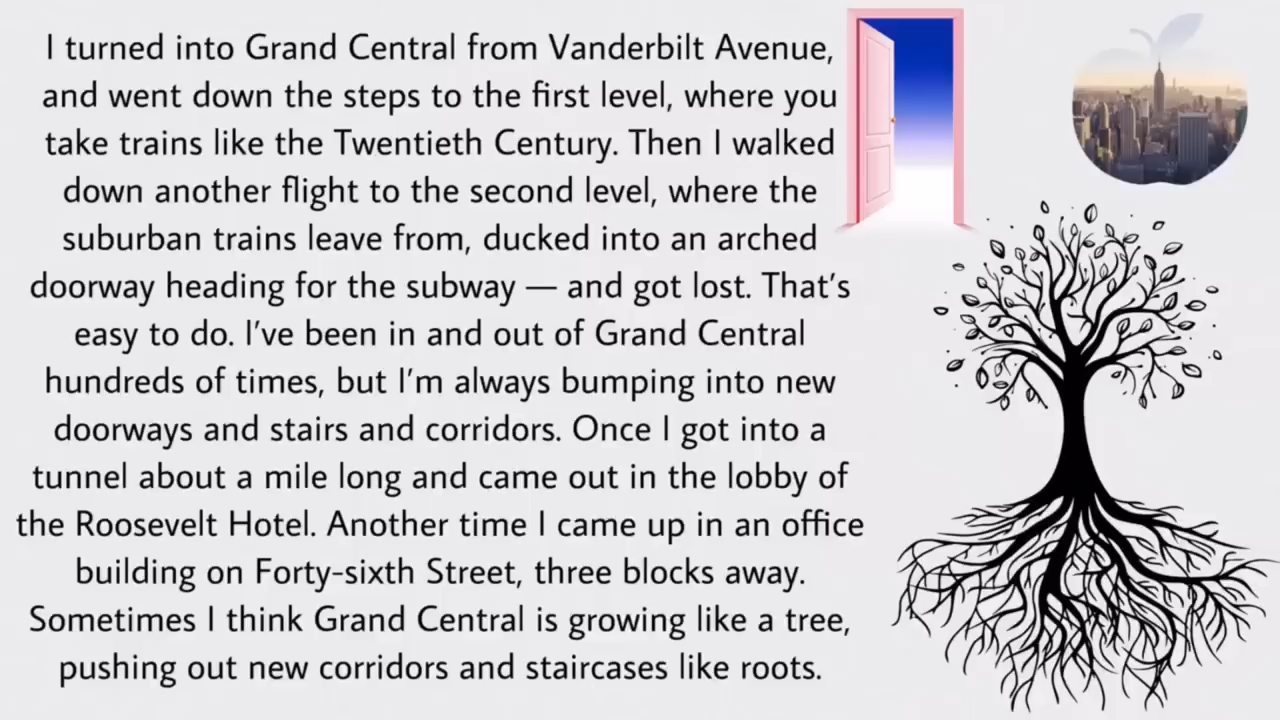 I turned into Grand Central from Vanderbilt Avenue,
and went down the steps to the first level, where you
take trains like the Twentieth Century. Then I walked
down another flight to the second level, where the
suburban trains leave from, ducked into an arched
doorway heading for the subway — and got lost. That's
easy to do. I've been in and out of Grand Central
hundreds of times, but I'm always bumping into new
doorways and stairs and corridors. Once I got into a
tunnel about a mile long and came out in the lobby of
the Roosevelt Hotel. Another time I came up in an office
building on Forty-sixth Street, three blocks away.
Sometimes I think Grand Central is growing like a tree,
pushing out new corridors and staircases like roots.